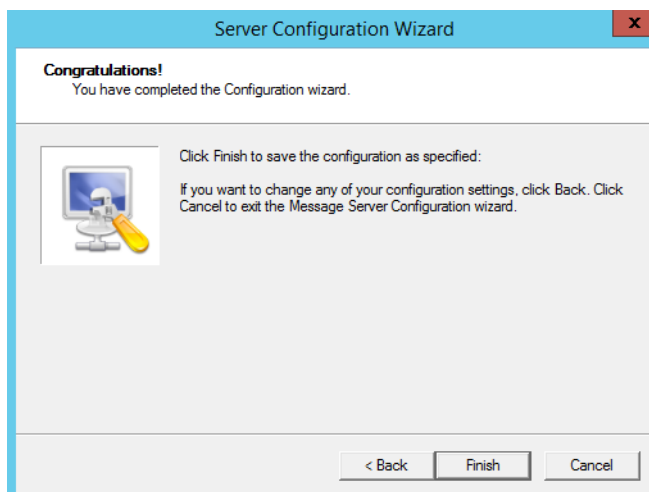 Server Configuration Wizard
x
Congratulations!
You have completed the Configuration wizard.
Click Finish to save the configuration as specified:
If you want to change any of your configuration settings, click Back. Click
Cancel to exit the Message Server Configuration wizard.
< Back Finish Cancel